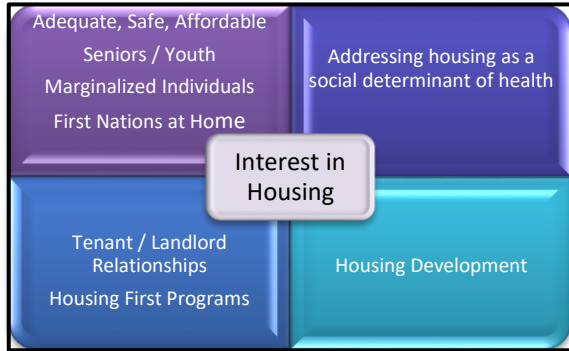 Adequate, Safe, Affordable
Seniors / Youth
Marginalized Individuals
First Nations at Home
Addressing housing as a
social determinant of health
Interest in
Housing
Tenant / Landlord
Relationships
Housing First Programs
Housing Development